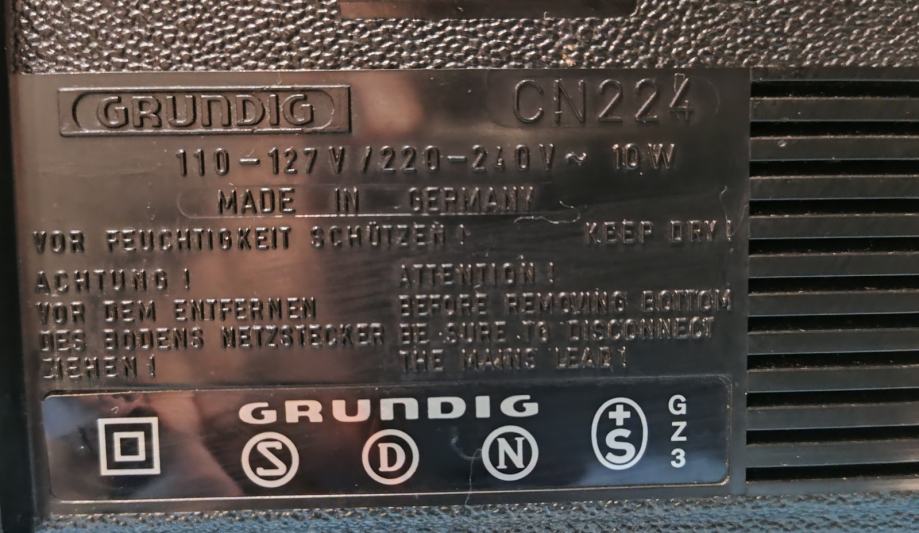 GRUNDIG CN224
110-127V/220-240V~ 10W
MADE IN GERMANY
VOR FEUCHTIGKEIT SCHÜTZEN! KEEP DRY!
ACHTUNG!
VOR DEM ENTFERNEN
DES BODENS NETZSTECKER
ZIEHEN!
ATTENTION!
BEFORE REMOVING BOTTOM
BE SURE TO DISCONNECT
THE MAINS LEAD!
GRUNDIG
S D N +S
G
Z
3